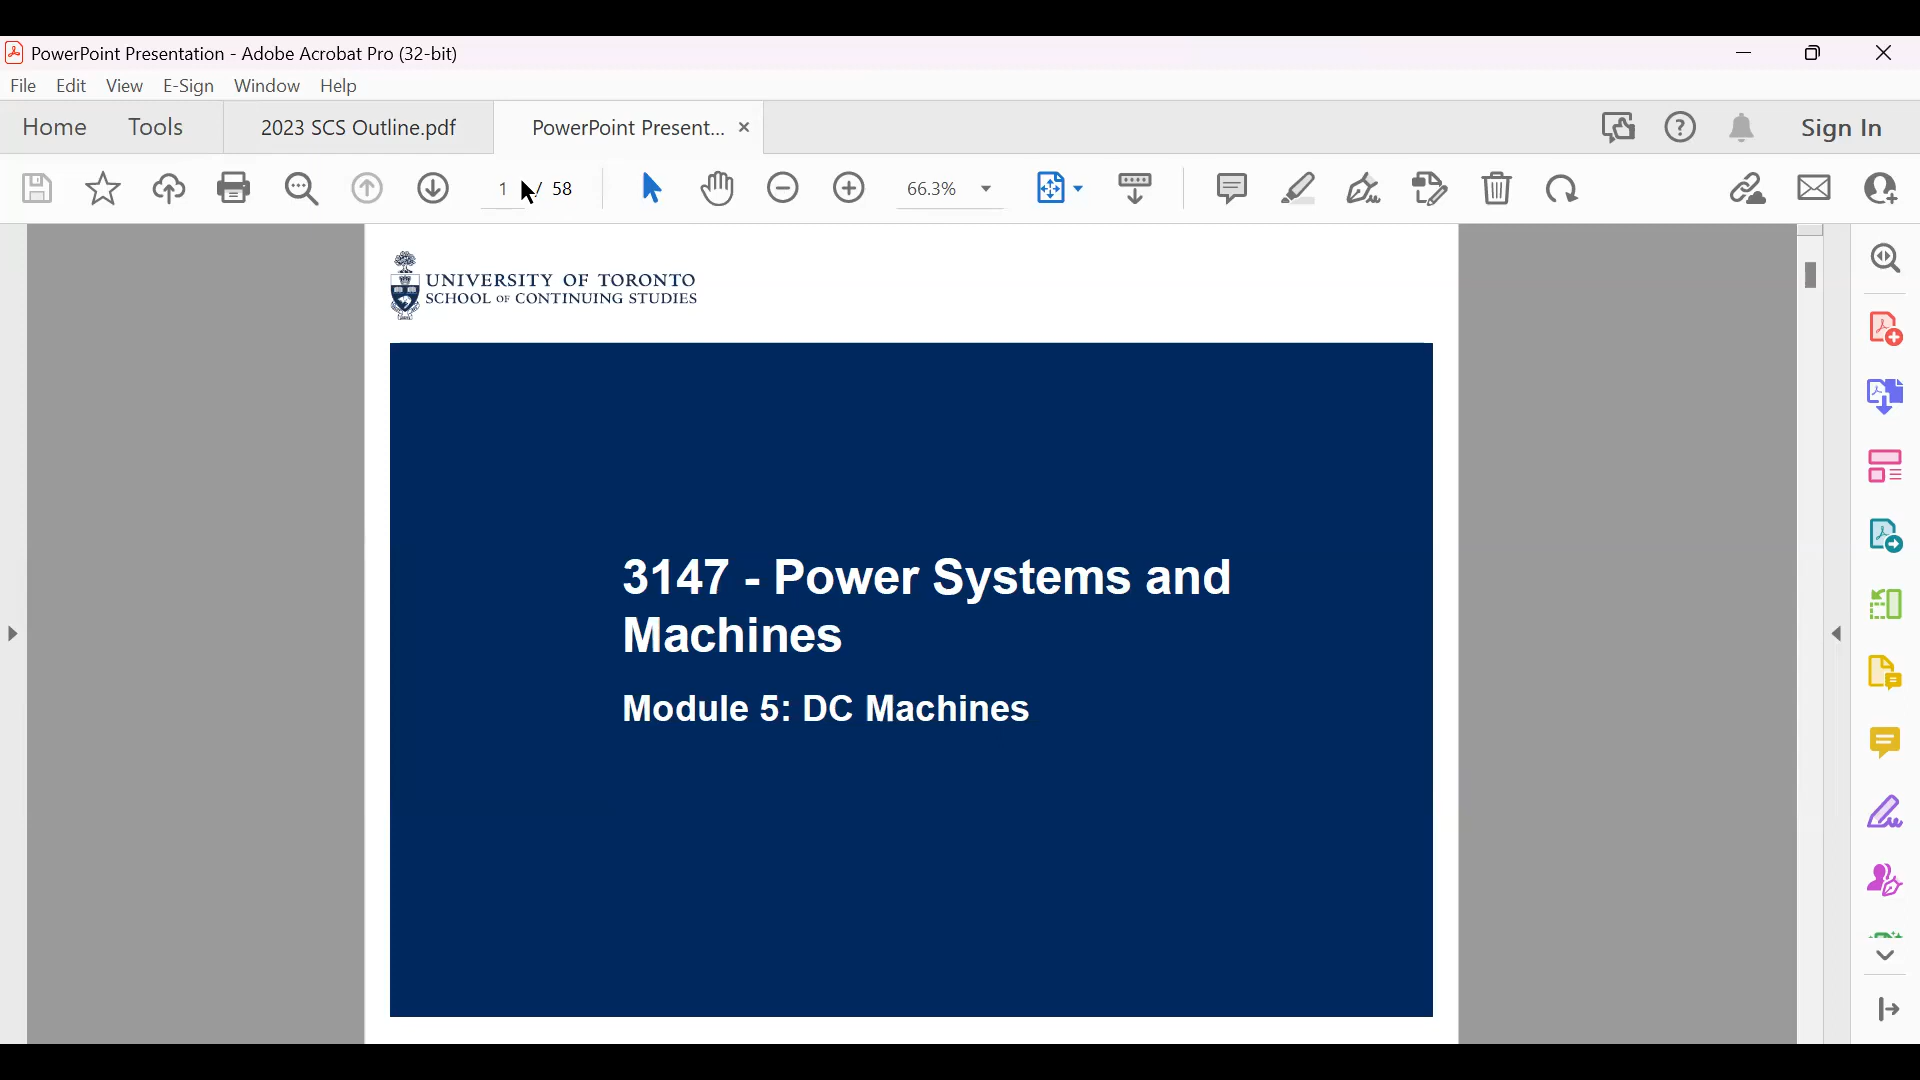 PowerPoint Presentation - Adobe Acrobat Pro (32-bit)
File Edit View E-Sign Window Help
Home Tools 2023 SCS Outline.pdf PowerPoint Present... Sign In
1 / 58 66.3%
UNIVERSITY OF TORONTO
SCHOOL OF CONTINUING STUDIES
3147 - Power Systems and
Machines
Module 5: DC Machines